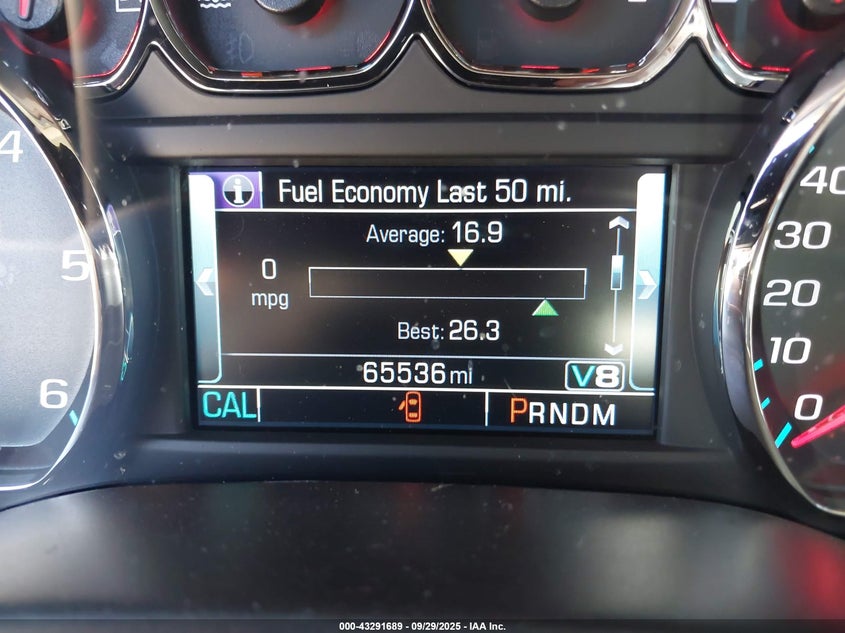 Fuel Economy Last 50 mi.
Average: 16.9
0
mpg
Best: 26.3
65536 mi
V8
CAL
PRNDM
4
5
6
40
30
20
10
0
000-43291689 - 09/29/2025 - IAA Inc.